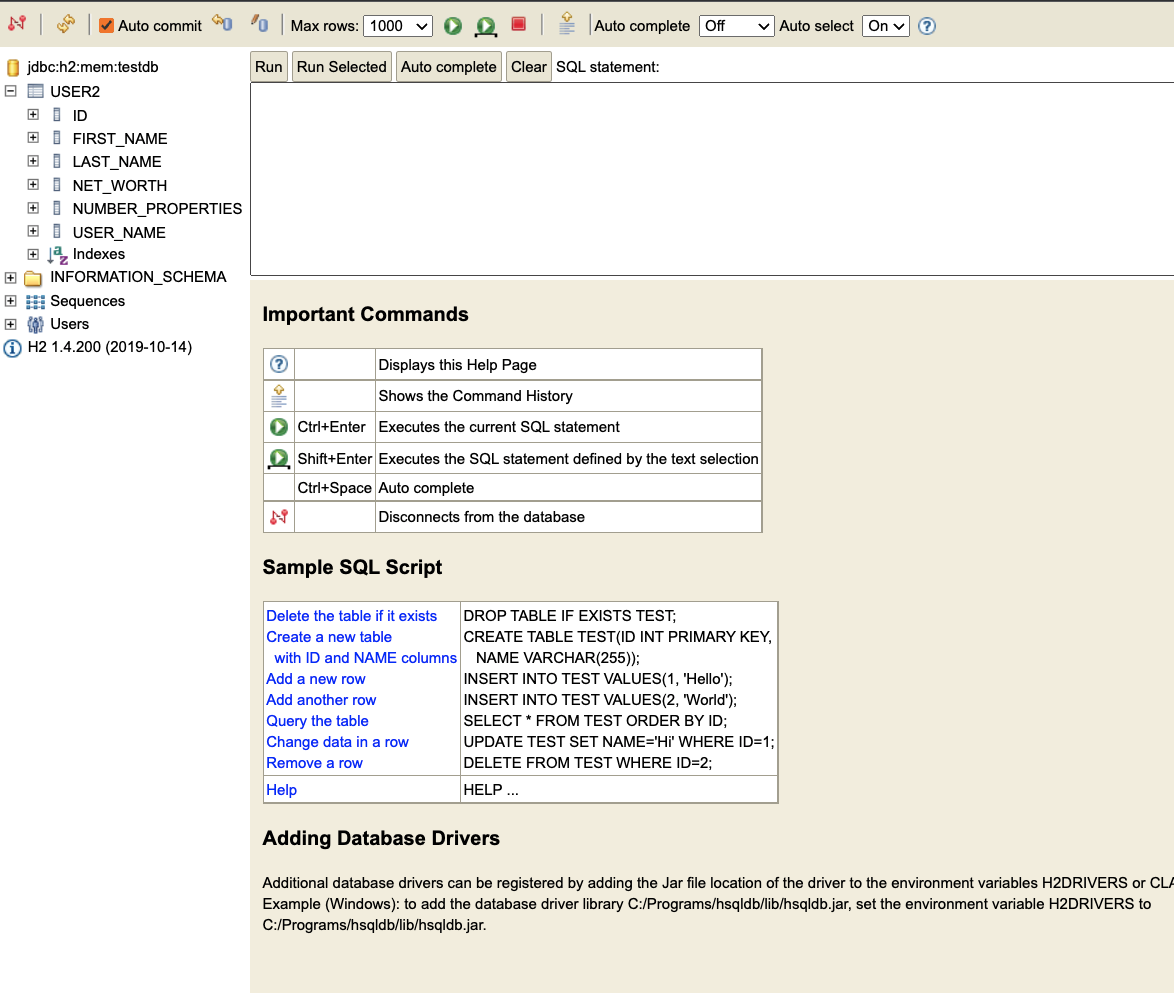 Auto commit Max rows: 1000 Auto complete Off Auto select On ?
jdbc:h2:mem:testdb
USER2
ID
FIRST_NAME
LAST_NAME
NET_WORTH
NUMBER_PROPERTIES
USER_NAME
Indexes
INFORMATION_SCHEMA
Sequences
Users
H2 1.4.200 (2019-10-14)
Run Run Selected Auto complete Clear SQL statement:
Important Commands
? Displays this Help Page
Shows the Command History
Ctrl+Enter Executes the current SQL statement
Shift+Enter Executes the SQL statement defined by the text selection
Ctrl+Space Auto complete
Disconnects from the database
Sample SQL Script
Delete the table if it exists DROP TABLE IF EXISTS TEST;
Create a new table CREATE TABLE TEST(ID INT PRIMARY KEY,
with ID and NAME columns NAME VARCHAR(255));
Add a new row INSERT INTO TEST VALUES(1, 'Hello');
Add another row INSERT INTO TEST VALUES(2, 'World');
Query the table SELECT * FROM TEST ORDER BY ID;
Change data in a row UPDATE TEST SET NAME='Hi' WHERE ID=1;
Remove a row DELETE FROM TEST WHERE ID=2;
Help HELP ...
Adding Database Drivers
Additional database drivers can be registered by adding the Jar file location of the driver to the environment variables H2DRIVERS or CLA
Example (Windows): to add the database driver library C:/Programs/hsqldb/lib/hsqldb.jar, set the environment variable H2DRIVERS to
C:/Programs/hsqldb/lib/hsqldb.jar.